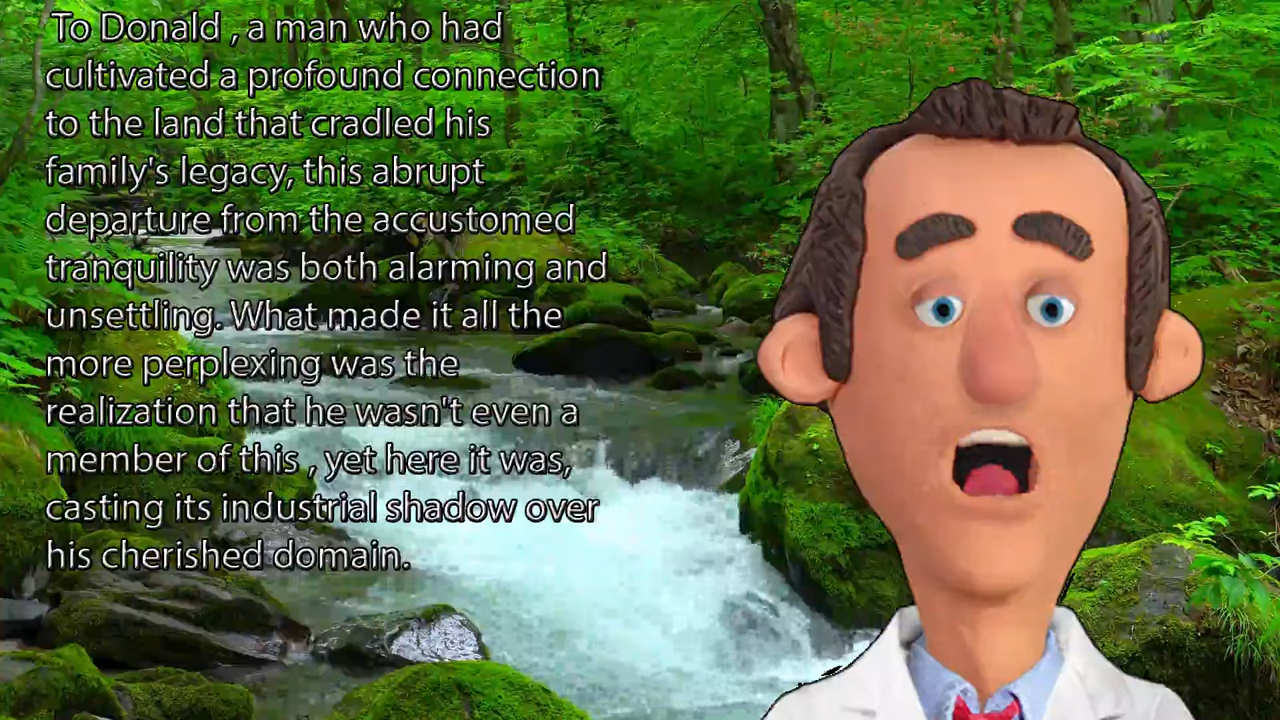 To Donald , a man who had
cultivated a profound connection
to the land that cradled his
family's legacy, this abrupt
departure from the accustomed
tranquility was both alarming and
unsettling. What made it all the
more perplexing was the
realization that he wasn't even a
member of this , yet here it was,
casting its industrial shadow over
his cherished domain.